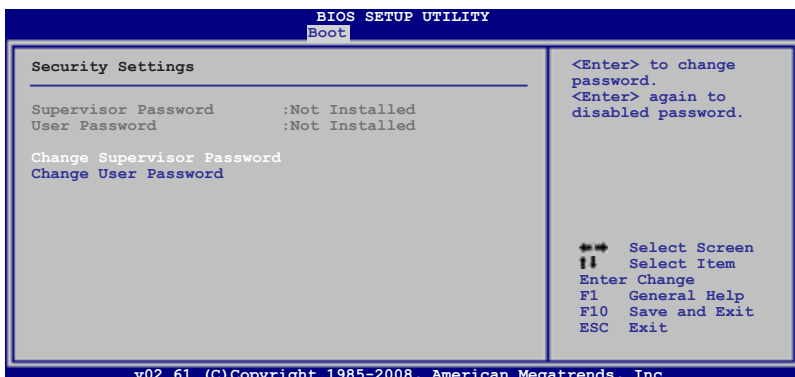 BIOS SETUP UTILITY
Boot
Security Settings
Supervisor Password :Not Installed
User Password :Not Installed
Change Supervisor Password
Change User Password
<Enter> to change
password.
<Enter> again to
disabled password.
Select Screen
Select Item
Enter Change
F1 General Help
F10 Save and Exit
ESC Exit
v02.61 (C)Copyright 1985-2008, American Megatrends, Inc.